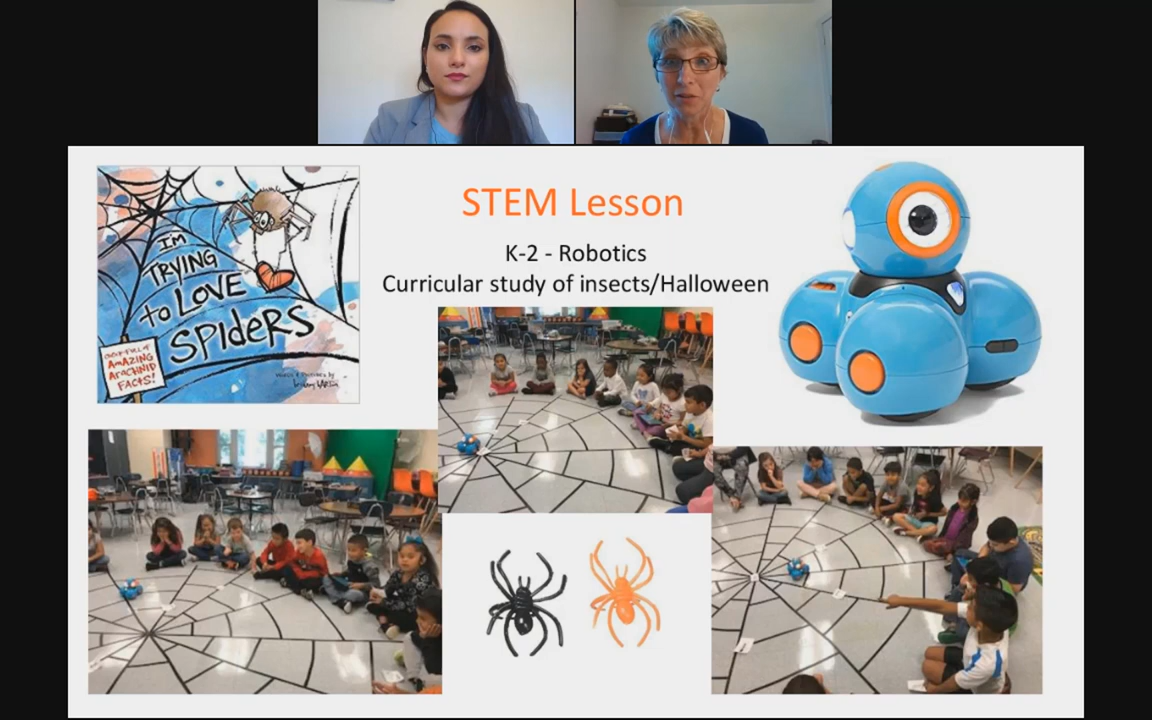 STEM Lesson
K-2 - Robotics
Curricular study of insects/Halloween
I'M
TRYING
to LOVE
SPIDERS
AMAZING
ARACHNID
FACTS!